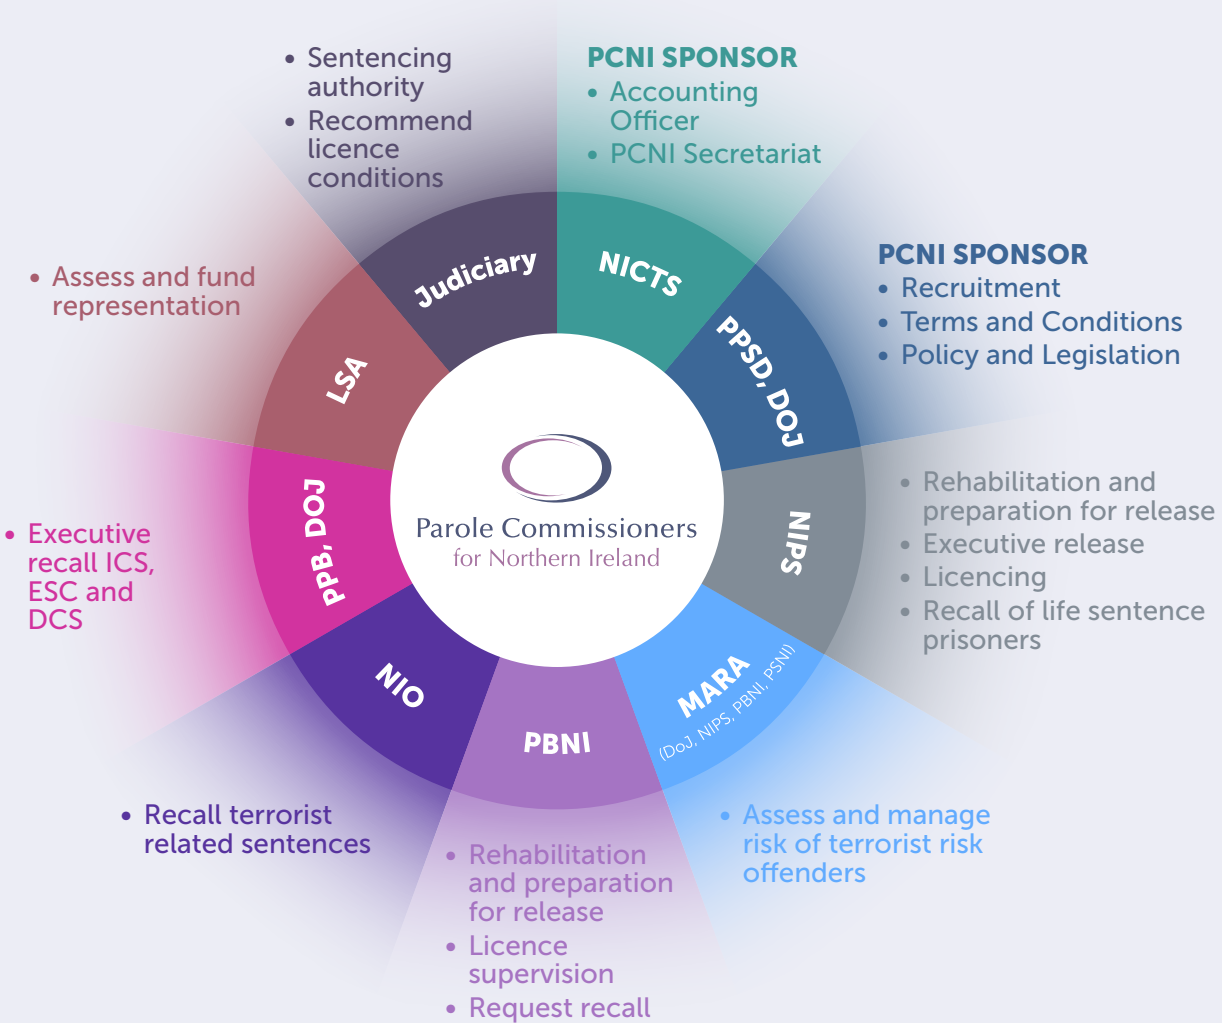 • Sentencing
authority
• Recommend
licence
conditions
PCNI SPONSOR
• Accounting
Officer
• PCNI Secretariat
PCNI SPONSOR
• Recruitment
• Terms and Conditions
• Policy and Legislation
• Rehabilitation and
preparation for release
• Executive release
• Licencing
• Recall of life sentence
prisoners
• Assess and manage
risk of terrorist risk
offenders
• Rehabilitation
and preparation
for release
• Licence
supervision
• Request recall
• Recall terrorist
related sentences
• Executive
recall ICS,
ESC and
DCS
• Assess and fund
representation
Judiciary
NICTS
PPSD, DOJ
NIPS
MARA
(DoJ, NIPS, PBNI, PSNI)
PBNI
NIO
PPB, DOJ
LSA
Parole Commissioners
for Northern Ireland